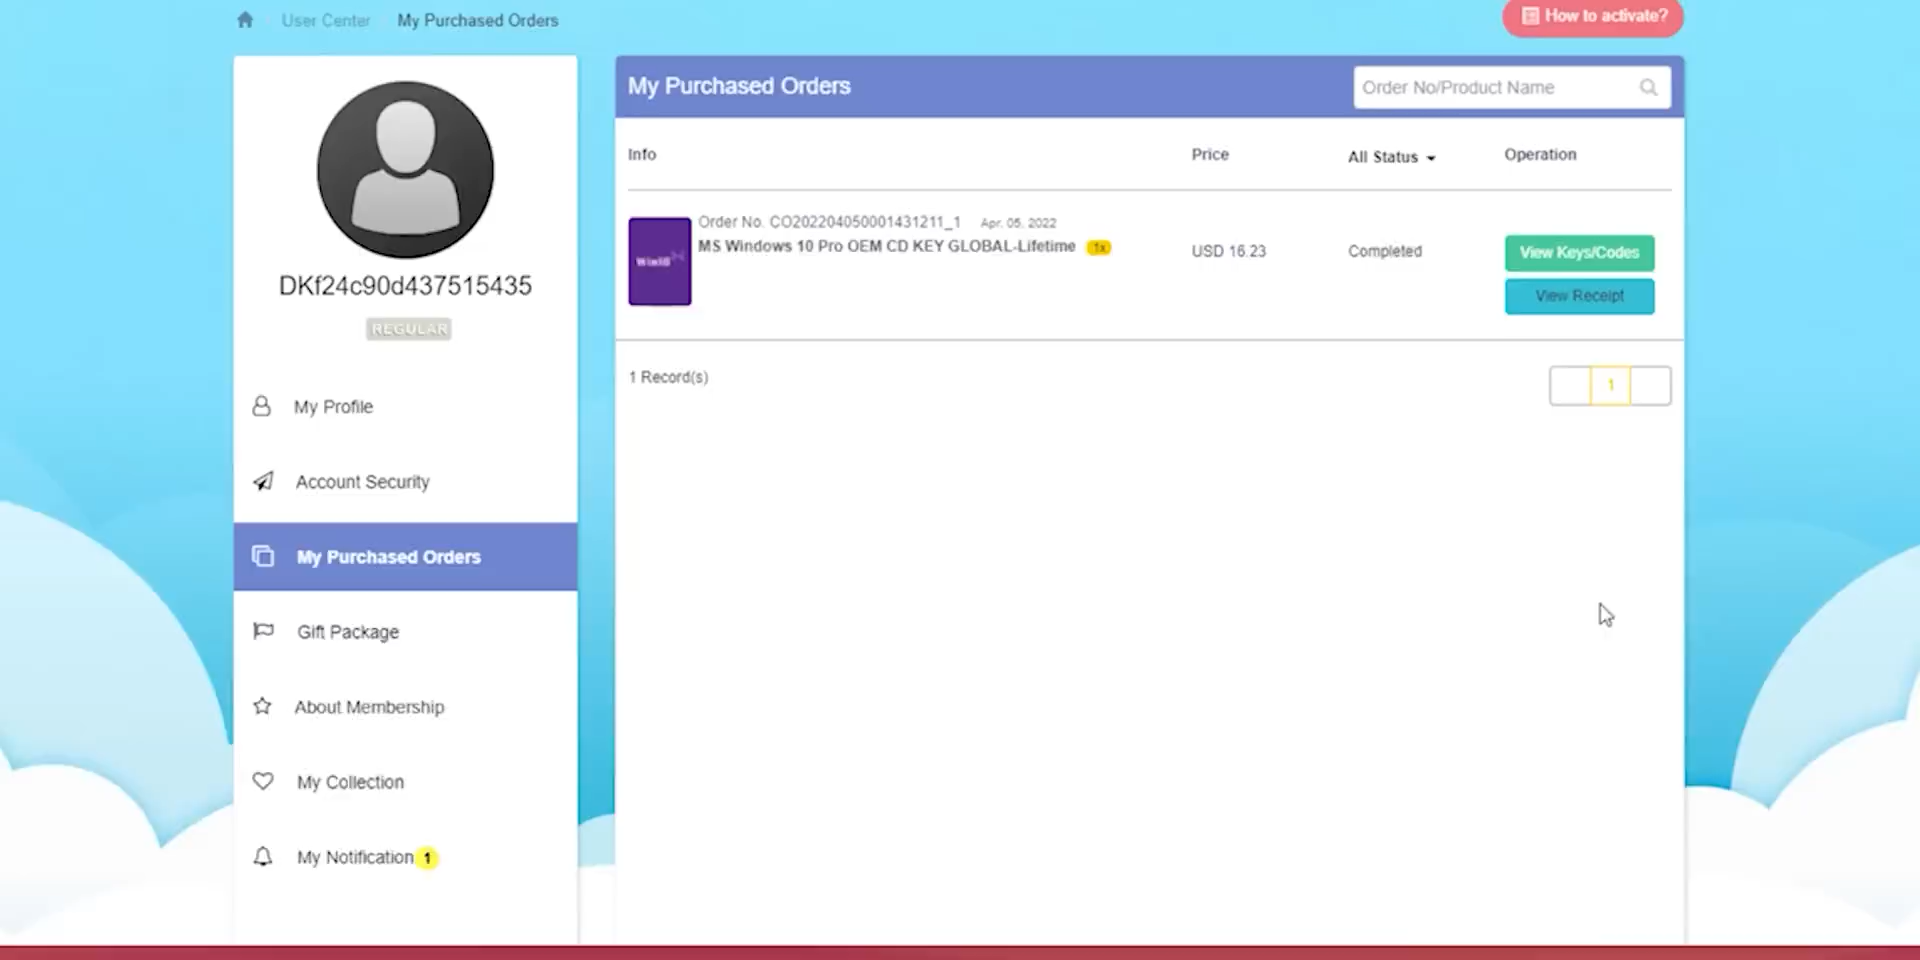 User Center
My Purchased Orders
How to activate?
DKf24c90d437515435
REGULAR
My Profile
Account Security
My Purchased Orders
Gift Package
About Membership
My Collection
My Notification 1
My Purchased Orders
Order No/Product Name
Info Price All Status Operation
Order No. CO202204050001431211_1 Apr. 05, 2022
MS Windows 10 Pro OEM CD KEY GLOBAL-Lifetime 1x
Win10
USD 16.23
Completed
View Keys/Codes
View Receipt
1 Record(s)
1